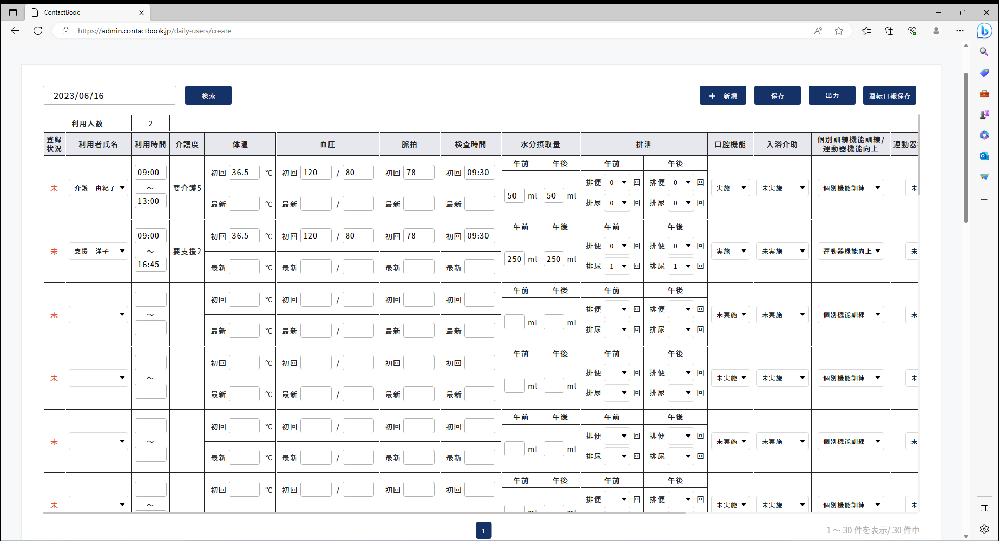 ContactBook
https://admin.contactbook.jp/daily-users/create
2023/06/16 検索 + 新規 保存 出力 運転日報保存
利用人数 2
登録状況 利用者氏名 利用時間 介護度 体温 血圧 脈拍 検査時間 水分摂取量 排泄 口腔機能 入浴介助 個別訓練機能訓練/運動器機能向上 運動器
午前 午後 午前 午後
09:00 初回 36.5 ℃ 初回 120 / 80 初回 78 初回 09:30
排便 0 回 排便 0 回
未 介護 由紀子 ～ 要介護5 50 ml 50 ml 実施 未実施 個別機能訓練 未
13:00 最新 ℃ 最新 / 最新 最新
排尿 0 回 排尿 0 回
午前 午後 午前 午後
09:00 初回 36.5 ℃ 初回 120 / 80 初回 78 初回 09:30
排便 0 回 排便 0 回
未 支援 洋子 ～ 要支援2 250 ml 250 ml 実施 未実施 運動器機能向上 未
16:45 最新 ℃ 最新 / 最新 最新
排尿 1 回 排尿 1 回
午前 午後 午前 午後
初回 ℃ 初回 / 初回 初回
排便 回 排便 回
未 ～ ml ml 未実施 未実施 個別機能訓練 未
最新 ℃ 最新 / 最新 最新
排尿 回 排尿 回
午前 午後 午前 午後
初回 ℃ 初回 / 初回 初回
排便 回 排便 回
未 ～ ml ml 未実施 未実施 個別機能訓練 未
最新 ℃ 最新 / 最新 最新
排尿 回 排尿 回
午前 午後 午前 午後
初回 ℃ 初回 / 初回 初回
排便 回 排便 回
未 ～ ml ml 未実施 未実施 個別機能訓練 未
最新 ℃ 最新 / 最新 最新
排尿 回 排尿 回
午前 午後 午前 午後
初回 ℃ 初回 / 初回 初回
排便 回 排便 回
未 ～ 未実施 未実施 個別機能訓練 未
1
1 ～ 30 件を表示/ 30 件中